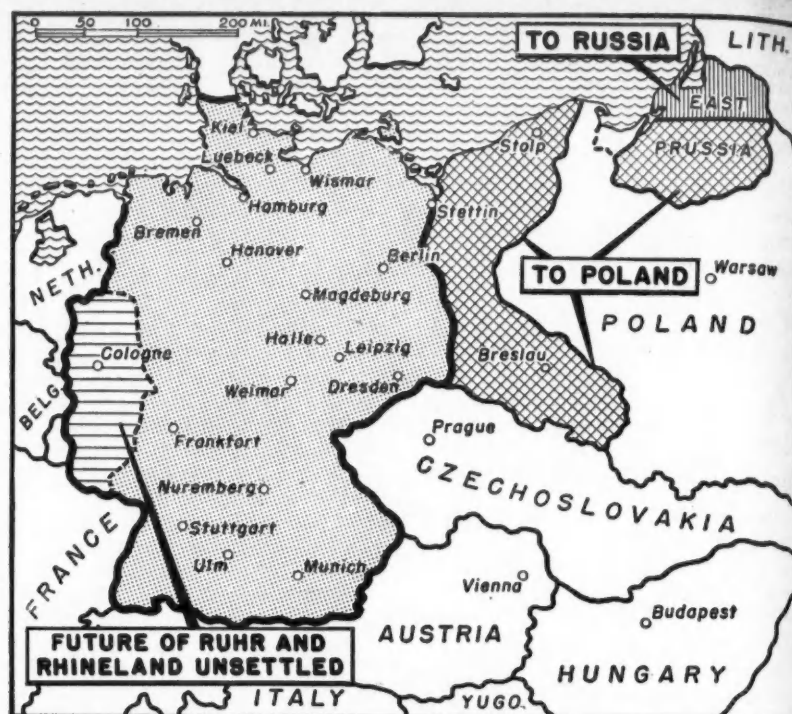 0 50 100 200 MI.
TO RUSSIA
LITH.
EAST
PRUSSIA
Kiel
Luebeck
Wismar
Stolp
Hamburg
Stettin
Bremen
Hanover
Berlin
TO POLAND
Warsaw
NETH.
Magdeburg
POLAND
Cologne
Halle
Leipzig
Breslau
BELG.
Weimar
Dresden
Frankfort
Prague
CZECHOSLOVAKIA
Nuremberg
FRANCE
Stuttgart
Ulm
Munich
Vienna
Budapest
FUTURE OF RUHR AND
RHINELAND UNSETTLED
AUSTRIA
HUNGARY
ITALY
YUGO.